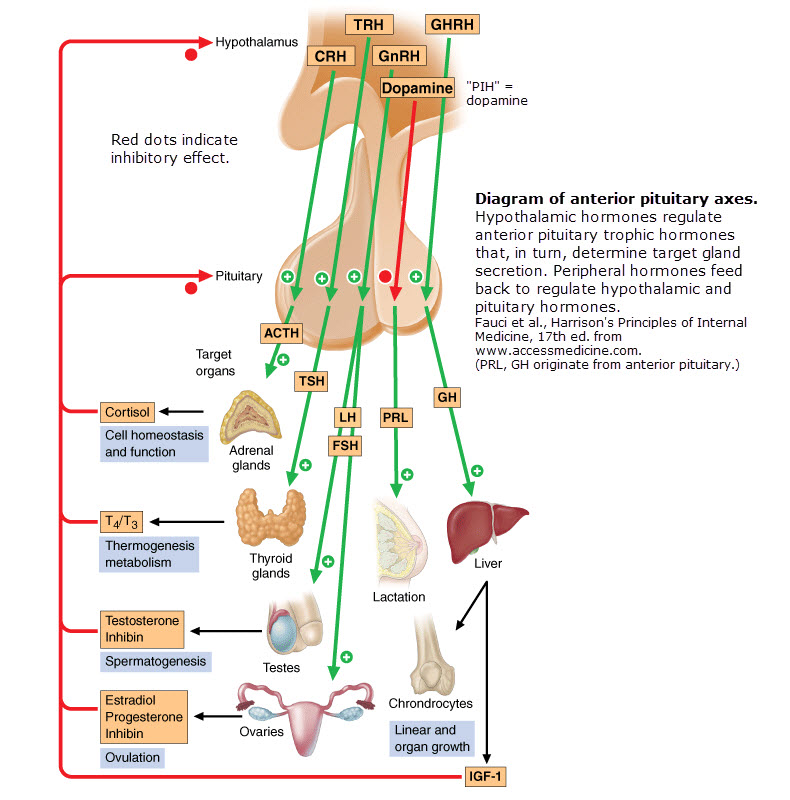 TRH
GHRH
Hypothalamus
CRH
GnRH
Dopamine
"PIH" =
dopamine
Red dots indicate
inhibitory effect.
Diagram of anterior pituitary axes.
Hypothalamic hormones regulate
anterior pituitary trophic hormones
that, in turn, determine target gland
secretion. Peripheral hormones feed
back to regulate hypothalamic and
pituitary hormones.
Fauci et al., Harrison's Principles of Internal
Medicine, 17th ed. from
www.accessmedicine.com.
(PRL, GH originate from anterior pituitary.)
Pituitary
+ + + +
ACTH
Target
organs
+
TSH
GH
LH
PRL
FSH
Cortisol
Cell homeostasis
and function
Adrenal
glands
+
+
+
T4/T3
Thermogenesis
metabolism
Thyroid
glands
Liver
+
Lactation
Testosterone
Inhibin
Spermatogenesis
Testes
+
Chrondrocytes
Estradiol
Progesterone
Inhibin
Ovulation
Ovaries
Linear and
organ growth
IGF-1